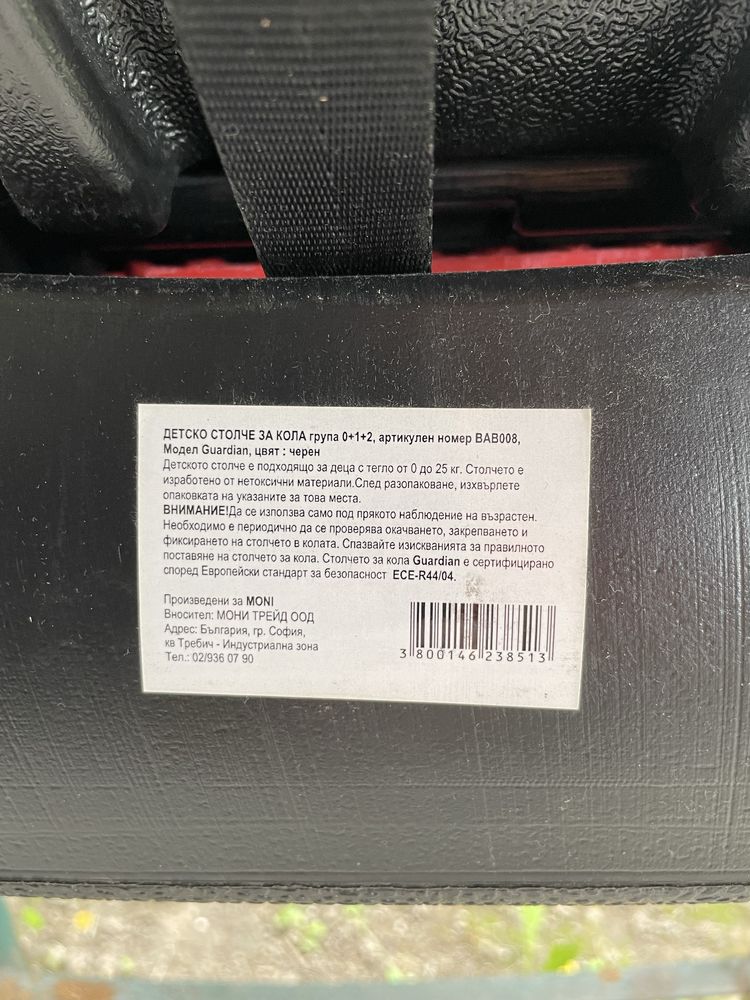 ДЕТСКО СТОЛЧЕ ЗА КОЛА група 0+1+2, артикулен номер BAB008,
Модел Guardian, цвят : черен
Детското столче е подходящо за деца с тегло от 0 до 25 кг. Столчето е
изработено от нетоксични материали.След разопаковане, изхвърлете
опаковката на указаните за това места.
ВНИМАНИЕ!Да се използва само под прякото наблюдение на възрастен.
Необходимо е периодично да се проверява окачването, закрепването и
фиксирането на столчето в колата. Спазвайте изискванията за правилното
поставяне на столчето за кола. Столчето за кола Guardian е сертифицирано
според Европейски стандарт за безопасност ECE-R44/04.
Произведени за MONI
Вносител: МОНИ ТРЕЙД ООД
Адрес: България, гр. София,
кв Требич - Индустриална зона
Тел.: 02/936 07 90
3 800146 238513